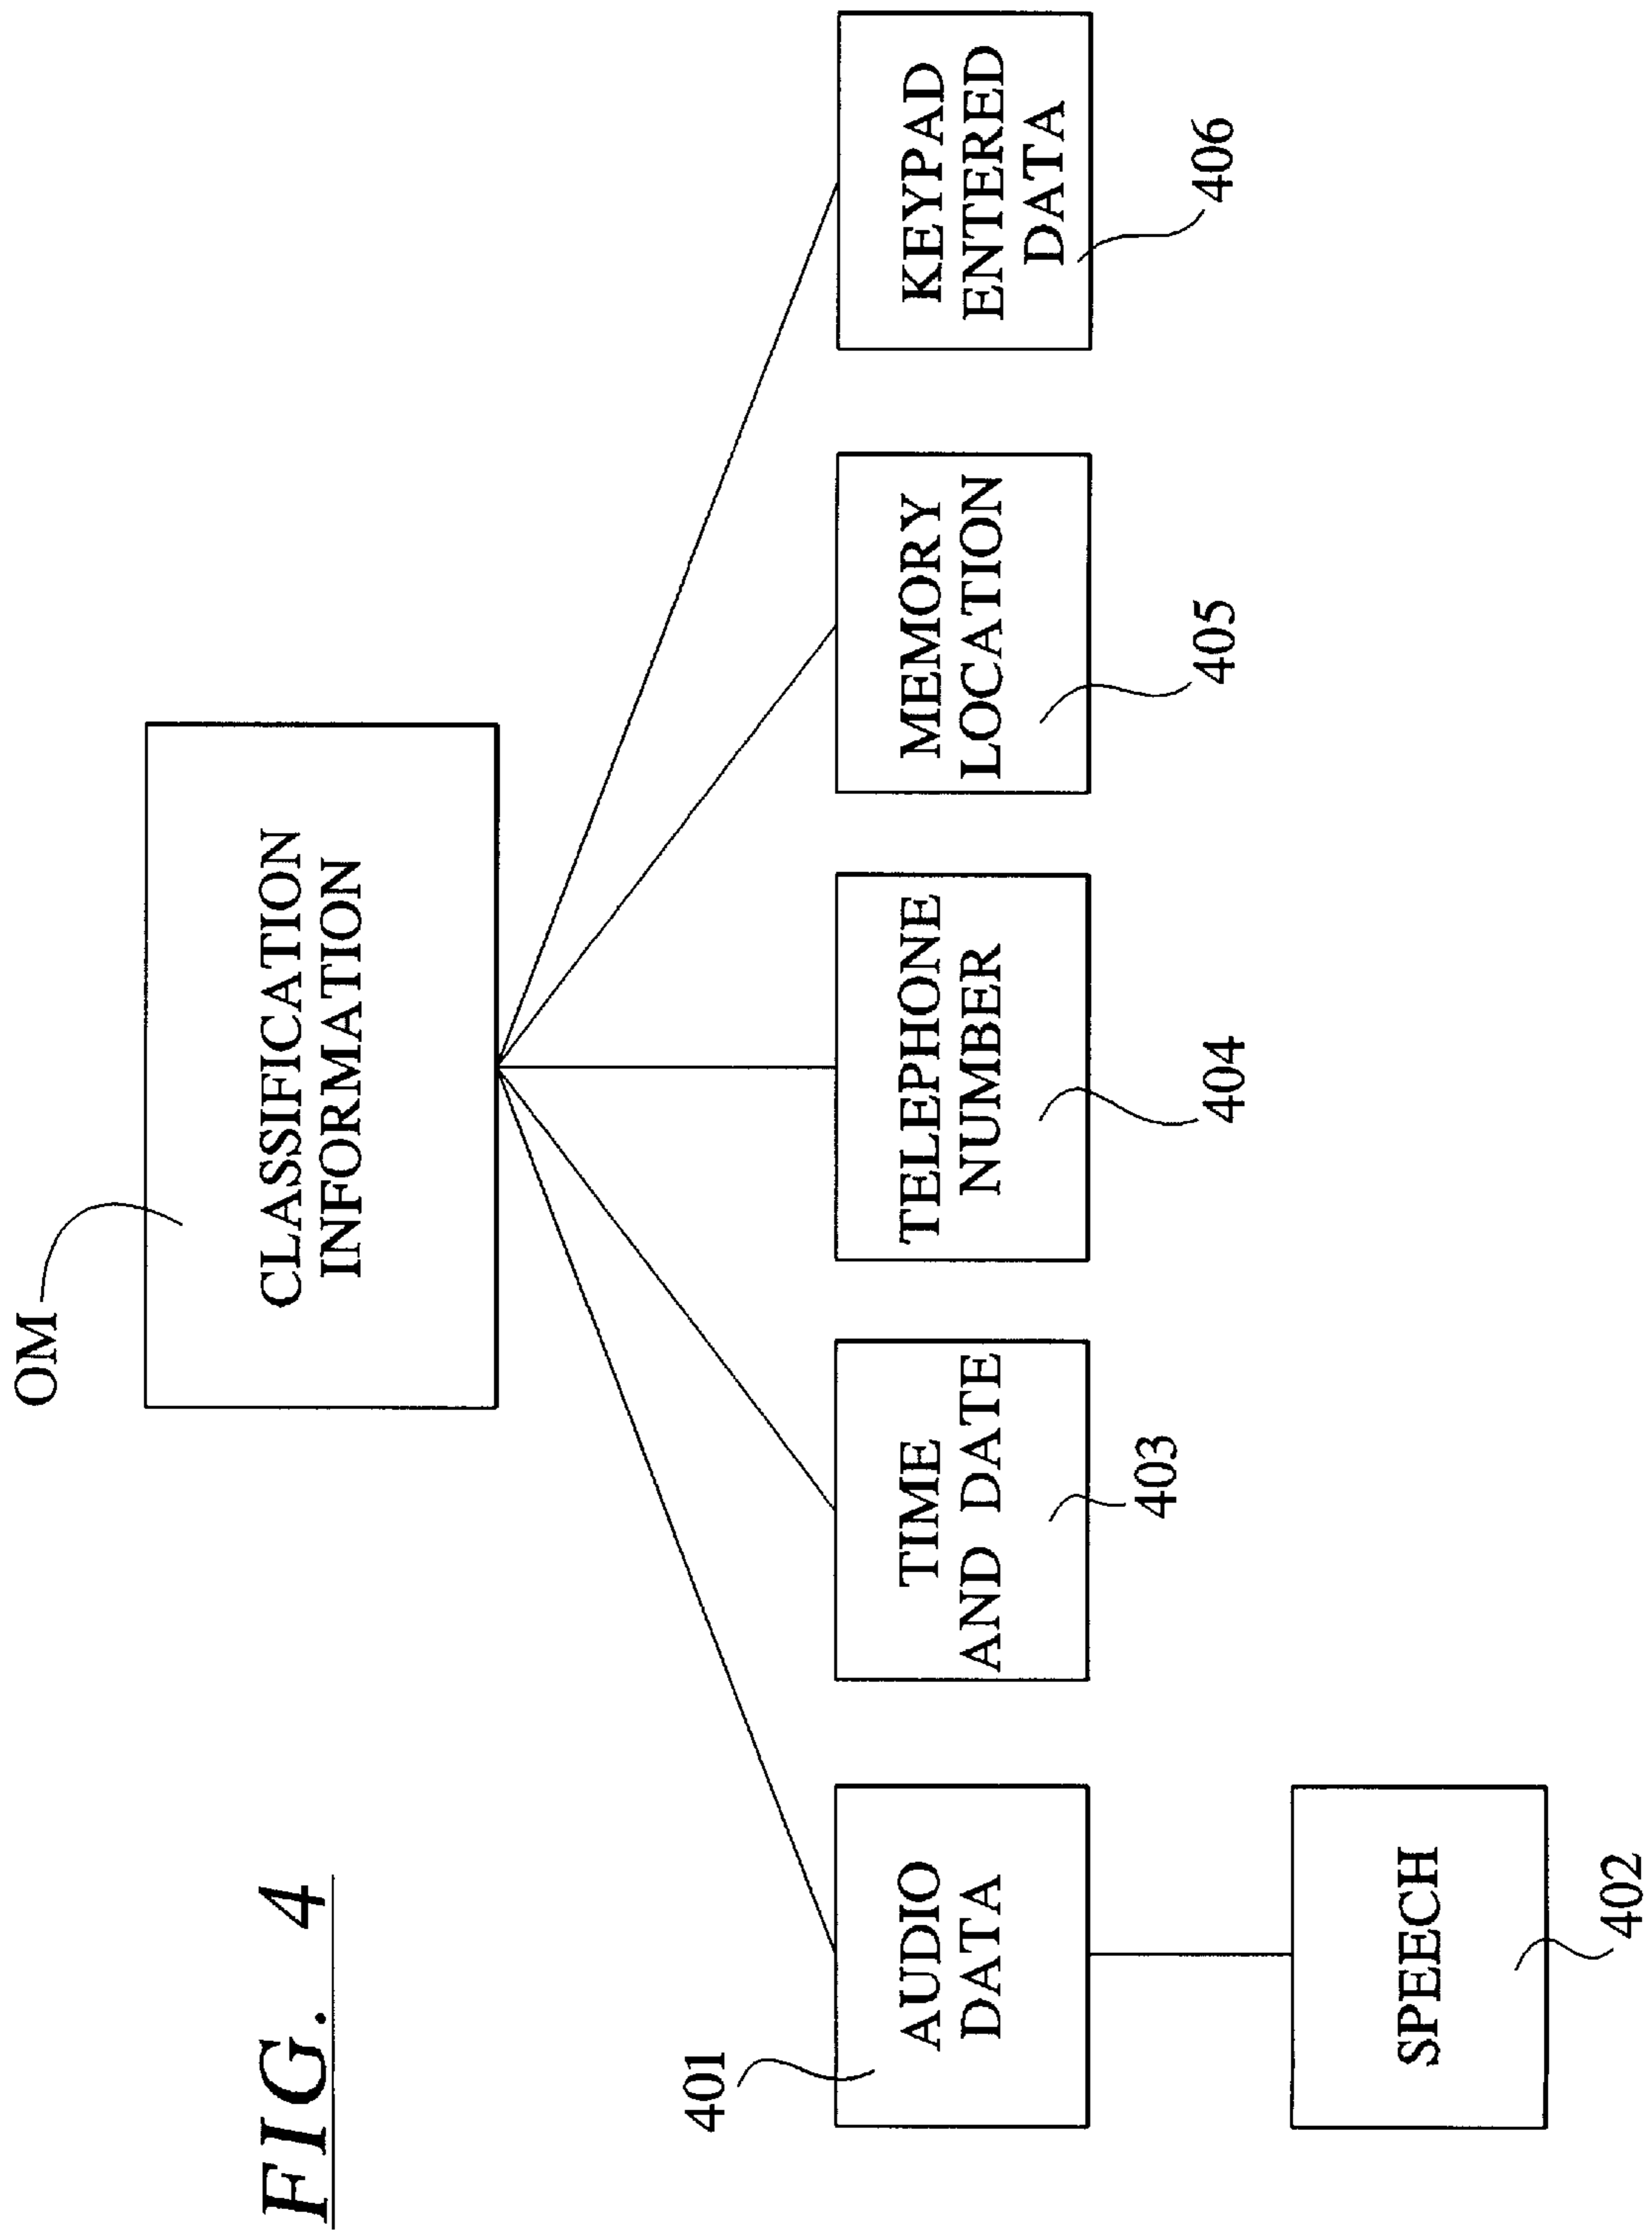 FIG. 4
OM
CLASSIFICATION
INFORMATION
401
AUDIO
DATA
TIME
AND DATE
403
TELEPHONE
NUMBER
404
MEMORY
LOCATION
405
KEYPAD
ENTERED
DATA
406
SPEECH
402